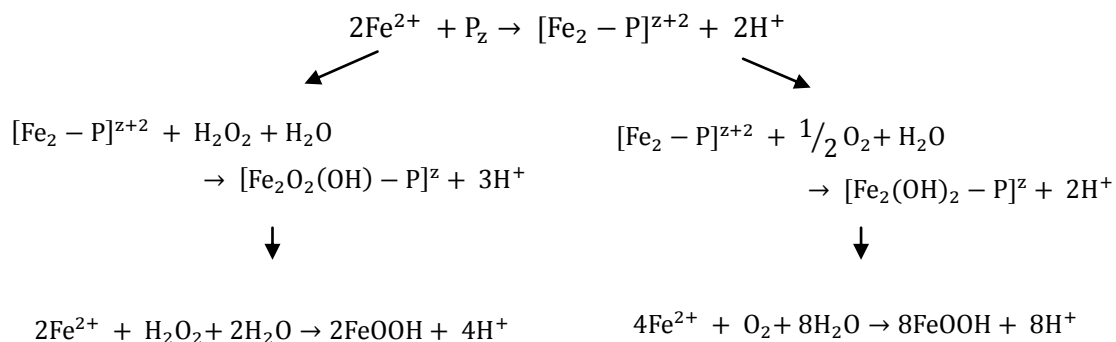 2Fe²⁺ + P_z → [Fe₂ − P]ᶻ⁺² + 2H⁺
[Fe₂ − P]ᶻ⁺² + H₂O₂ + H₂O
→ [Fe₂O₂(OH) − P]ᶻ + 3H⁺
[Fe₂ − P]ᶻ⁺² + 1/2 O₂ + H₂O
→ [Fe₂(OH)₂ − P]ᶻ + 2H⁺
2Fe²⁺ + H₂O₂ + 2H₂O → 2FeOOH + 4H⁺
4Fe²⁺ + O₂ + 8H₂O → 8FeOOH + 8H⁺